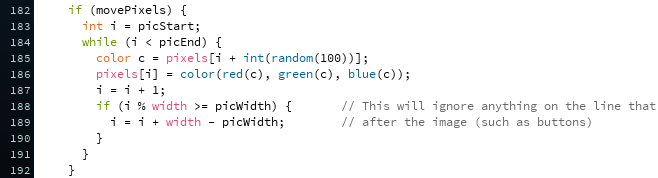 182 if (movePixels) {
183 int i = picStart;
184 while (i < picEnd) {
185 color c = pixels[i + int(random(100))];
186 pixels[i] = color(red(c), green(c), blue(c));
187 i = i + 1;
188 if (i % width >= picWidth) { // This will ignore anything on the line that
189 i = i + width - picWidth; // after the image (such as buttons)
190 }
191 }
192 }